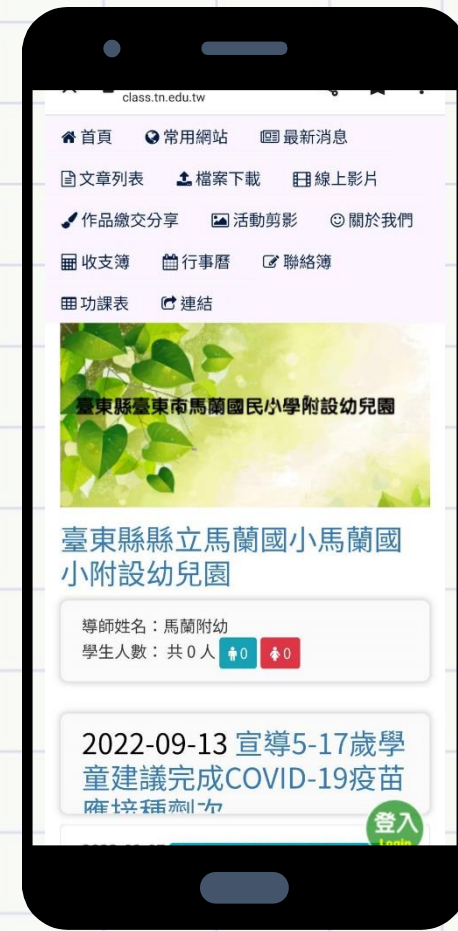 class.tn.edu.tw
首頁 常用網站 最新消息
文章列表 檔案下載 線上影片
作品繳交分享 活動剪影 關於我們
收支簿 行事曆 聯絡簿
功課表 連結
臺東縣臺東市馬蘭國民小學附設幼兒園
臺東縣縣立馬蘭國小馬蘭國
小附設幼兒園
導師姓名：馬蘭附幼
學生人數： 共 0 人 0 0
2022-09-13 宣導5-17歲學
童建議完成COVID-19疫苗
應接種劑次
登入
Login